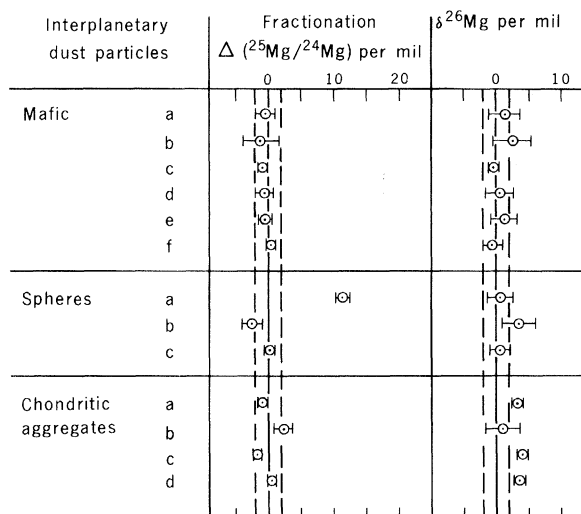 Interplanetary Fractionation δ²⁶Mg per mil
dust particles Δ (²⁵Mg/²⁴Mg) per mil
0 10 20 0 10
Mafic a
b
c
d
e
f
Spheres a
b
c
Chondritic a
aggregates b
c
d